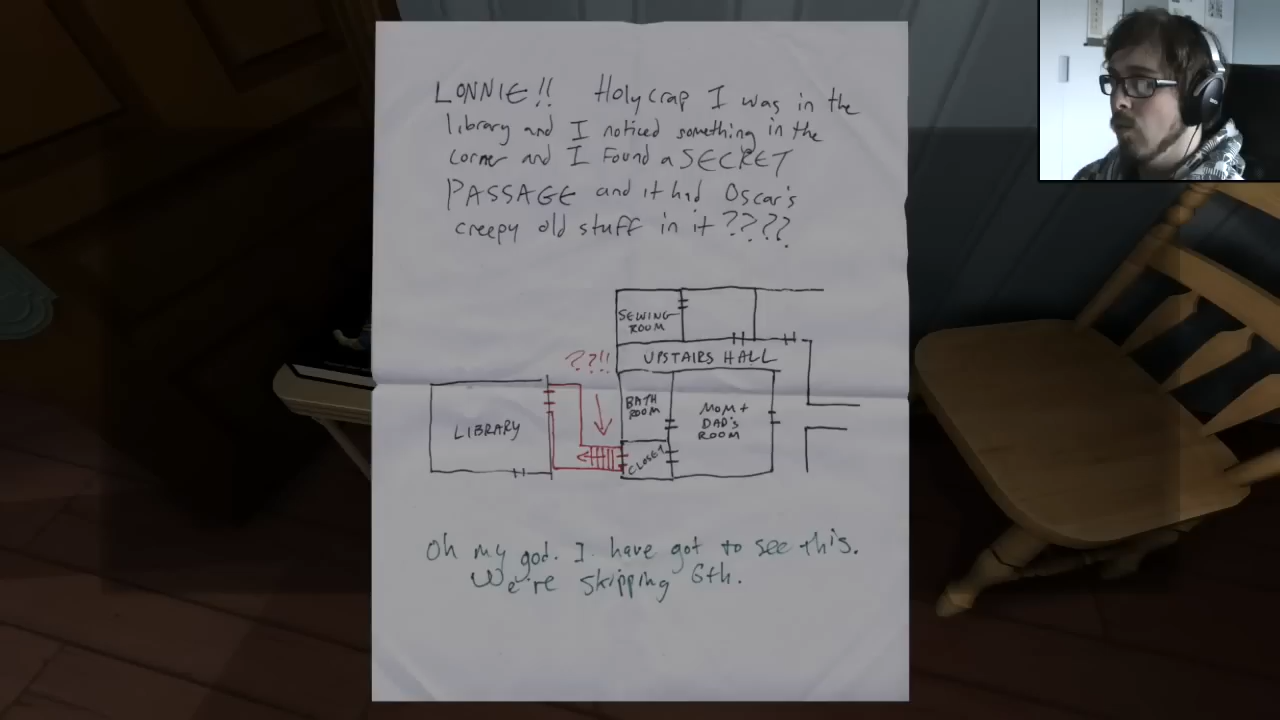 LONNIE!! Holy crap I was in the
library and I noticed something in the
corner and I found a SECRET
PASSAGE and it had Oscar's
creepy old stuff in it ????
SEWING
ROOM
UPSTAIRS HALL
??!!
BATH
ROOM
MOM +
DAD'S
ROOM
LIBRARY
CLOSET
Oh my god. I have got to see this.
We're skipping 6th.